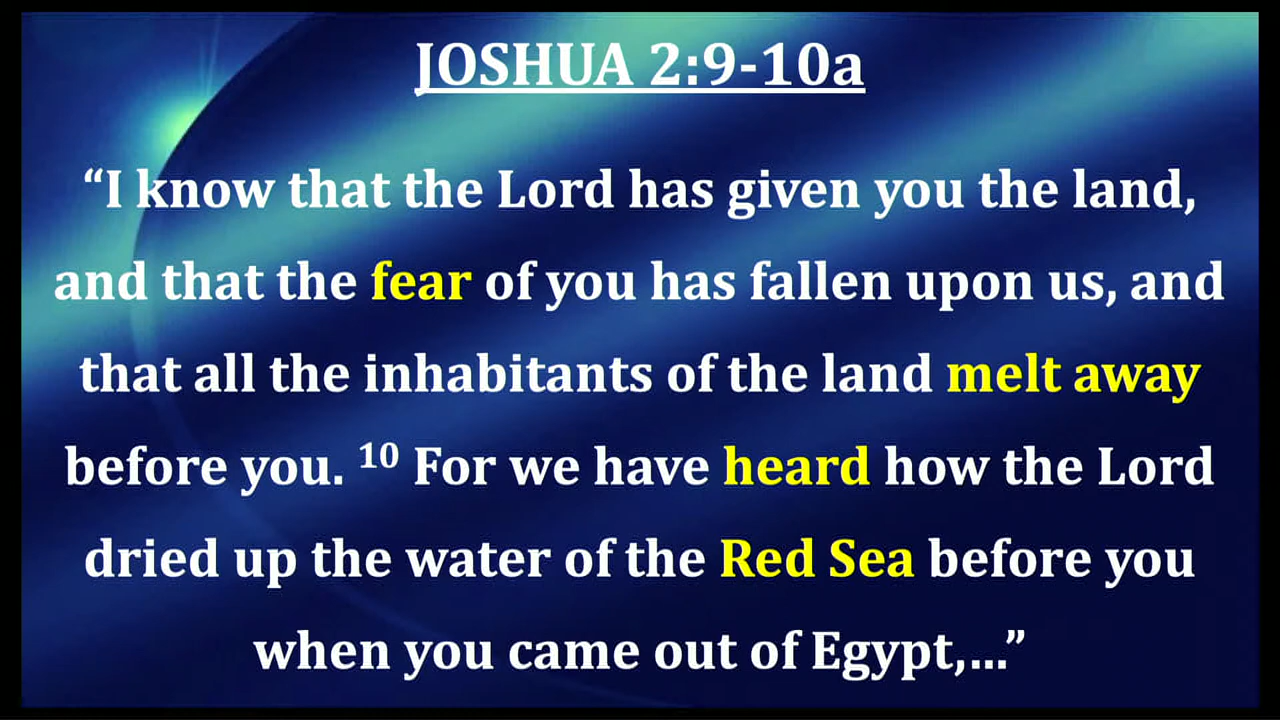 JOSHUA 2:9-10a
“I know that the Lord has given you the land,
and that the fear of you has fallen upon us, and
that all the inhabitants of the land melt away
before you. ¹⁰ For we have heard how the Lord
dried up the water of the Red Sea before you
when you came out of Egypt,…”